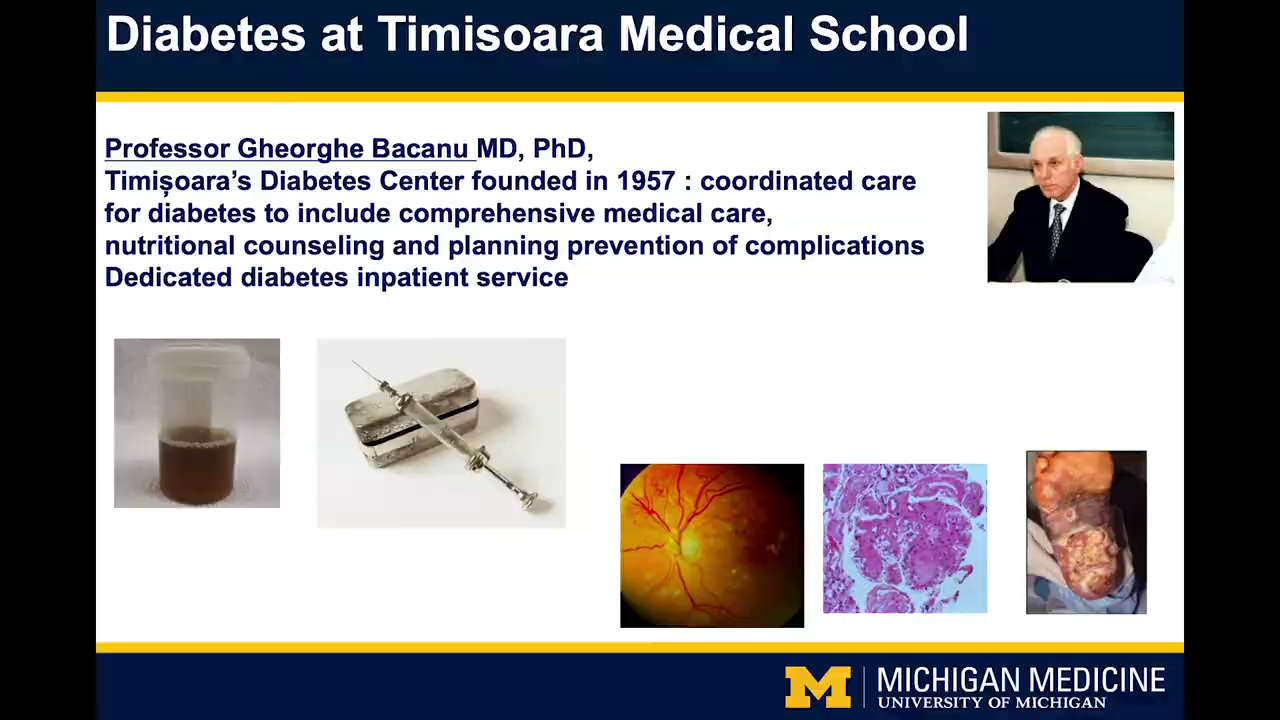 Diabetes at Timisoara Medical School
Professor Gheorghe Bacanu MD, PhD,
Timișoara’s Diabetes Center founded in 1957 : coordinated care
for diabetes to include comprehensive medical care,
nutritional counseling and planning prevention of complications
Dedicated diabetes inpatient service
M MICHIGAN MEDICINE
UNIVERSITY OF MICHIGAN